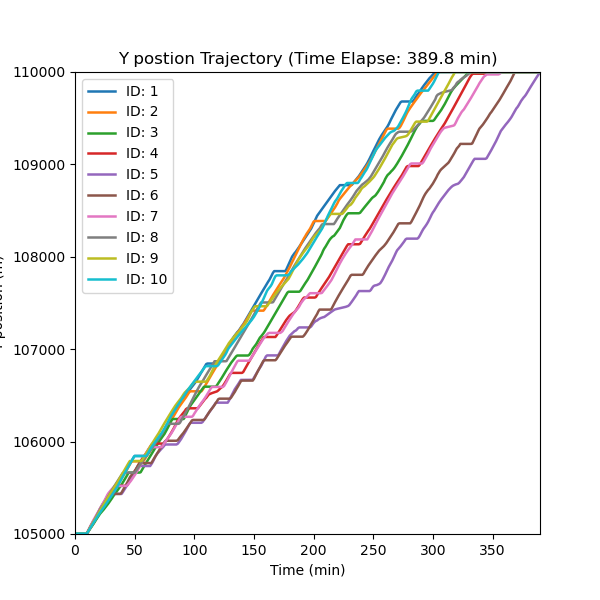 Y postion Trajectory (Time Elapse: 389.8 min)
110000
109000
108000
107000
106000
105000
ID: 1
ID: 2
ID: 3
ID: 4
ID: 5
ID: 6
ID: 7
ID: 8
ID: 9
ID: 10
0 50 100 150 200 250 300 350
Time (min)